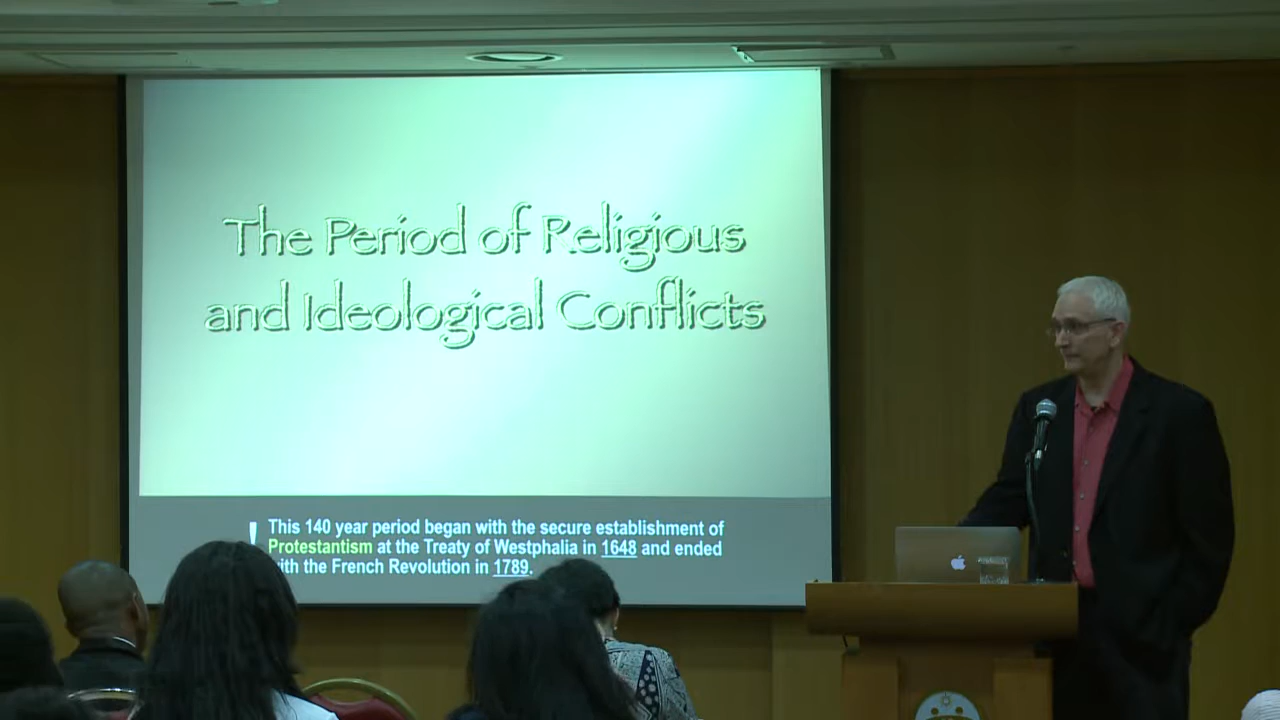 The Period of Religious
and Ideological Conflicts
! This 140 year period began with the secure establishment of
Protestantism at the Treaty of Westphalia in 1648 and ended
with the French Revolution in 1789.